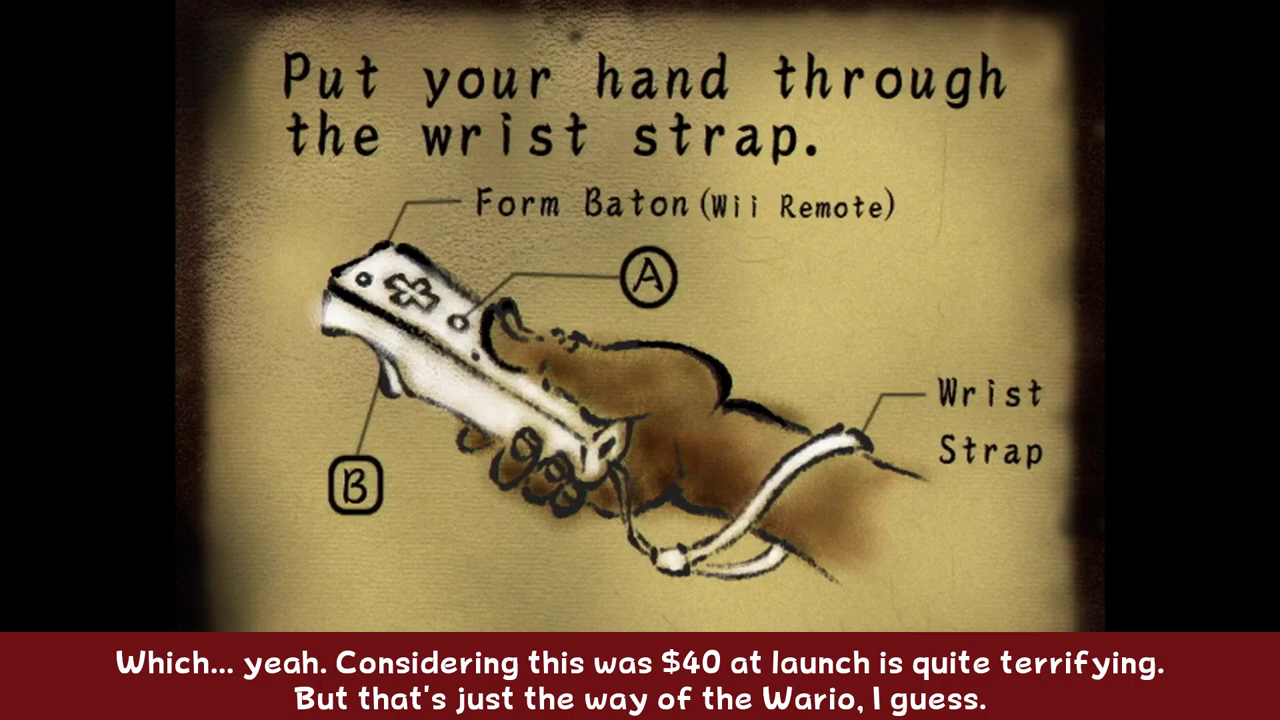 Put your hand through
the wrist strap.
Form Baton (Wii Remote)
A
Wrist
Strap
B
Which... yeah. Considering this was $40 at launch is quite terrifying.
But that's just the way of the Wario, I guess.